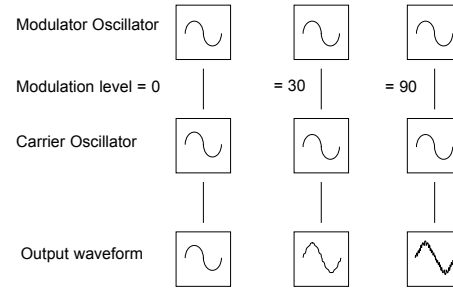 Modulator Oscillator
Modulation level = 0 = 30 = 90
Carrier Oscillator
Output waveform